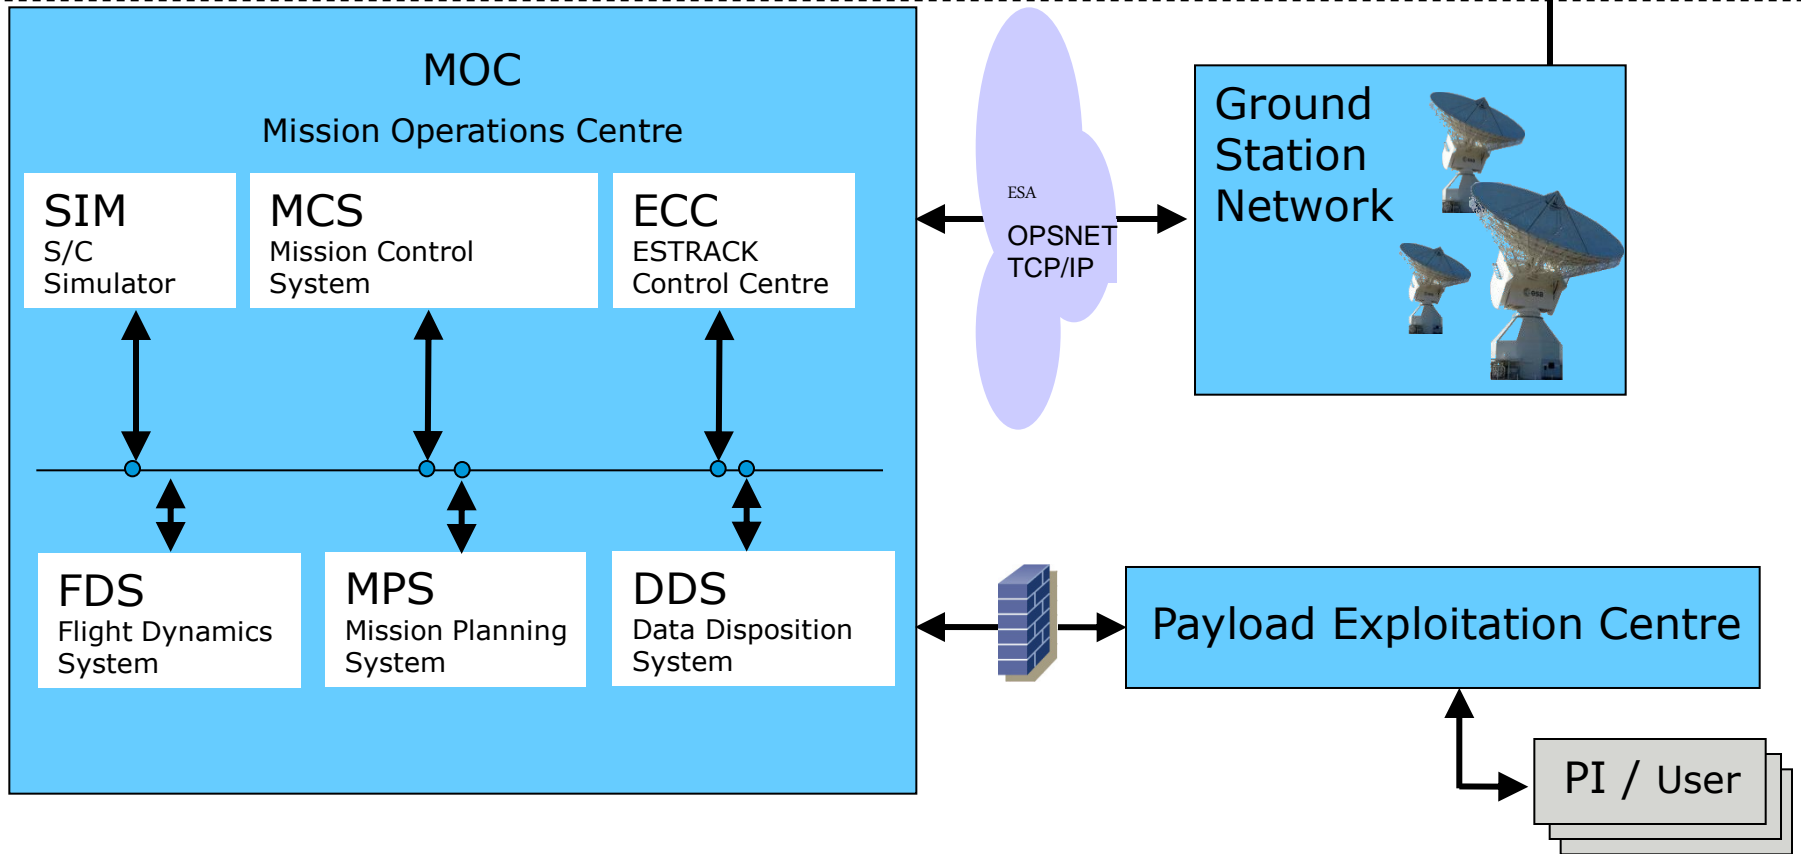 MOC
Mission Operations Centre
SIM
S/C
Simulator
MCS
Mission Control
System
ECC
ESTRACK
Control Centre
FDS
Flight Dynamics
System
MPS
Mission Planning
System
DDS
Data Disposition
System
ESA
OPSNET
TCP/IP
Ground
Station
Network
esa
esa
Payload Exploitation Centre
PI / User